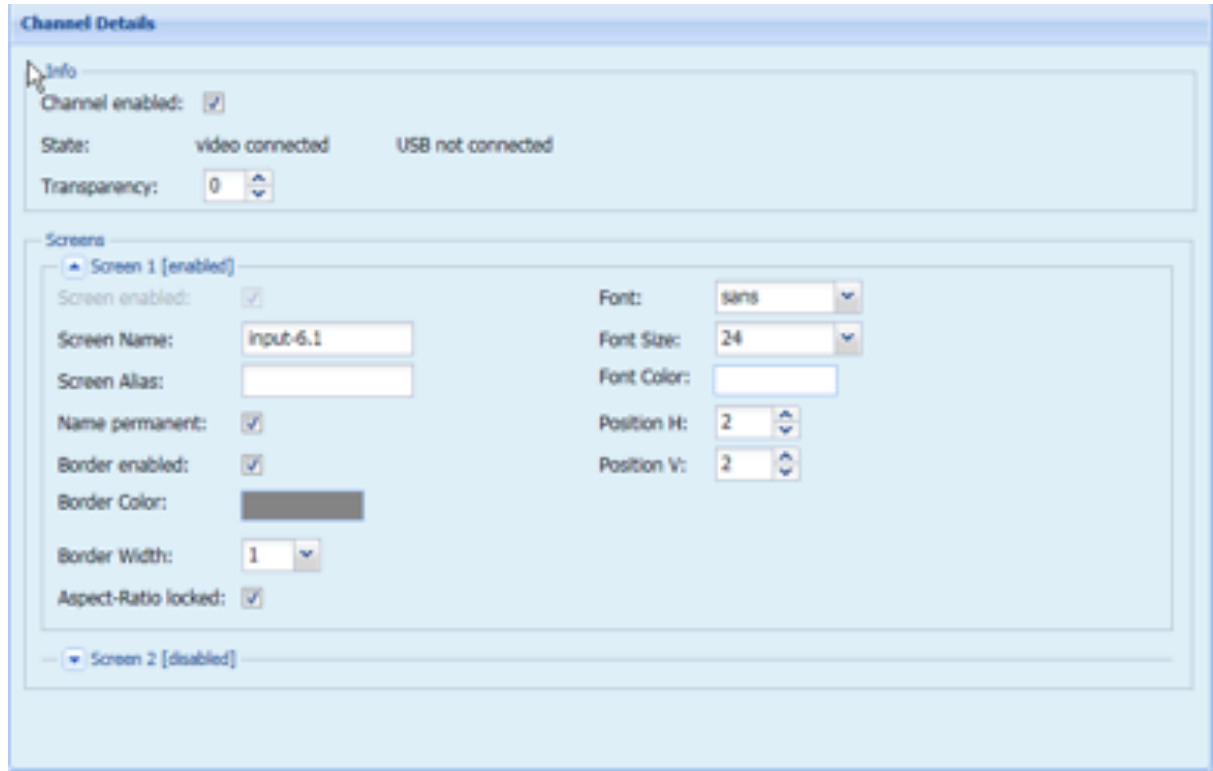 Channel Details
Info
Channel enabled:
State: video connected USB not connected
Transparency: 0
Screens
Screen 1 [enabled]
Screen enabled: Font: sans
Screen Name: input-6.1 Font Size: 24
Screen Alias: Font Color:
Name permanent: Position H: 2
Border enabled: Position V: 2
Border Color:
Border Width: 1
Aspect-Ratio locked:
Screen 2 [disabled]